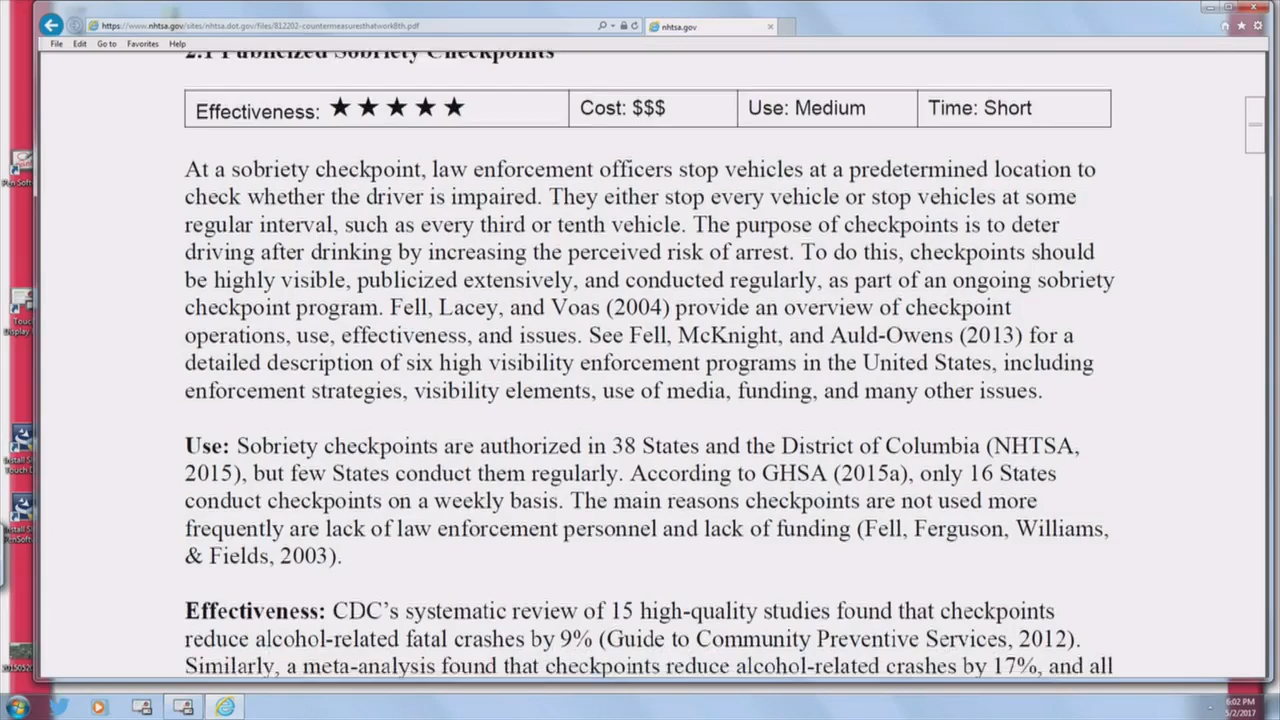 https://www.nhtsa.gov/sites/nhtsa.dot.gov/files/812202-countermeasuresthatwork8th.pdf
nhtsa.gov
File Edit Go to Favorites Help
2.1 Publicized Sobriety Checkpoints
Effectiveness: ★★★★★ Cost: $$$ Use: Medium Time: Short
At a sobriety checkpoint, law enforcement officers stop vehicles at a predetermined location to
check whether the driver is impaired. They either stop every vehicle or stop vehicles at some
regular interval, such as every third or tenth vehicle. The purpose of checkpoints is to deter
driving after drinking by increasing the perceived risk of arrest. To do this, checkpoints should
be highly visible, publicized extensively, and conducted regularly, as part of an ongoing sobriety
checkpoint program. Fell, Lacey, and Voas (2004) provide an overview of checkpoint
operations, use, effectiveness, and issues. See Fell, McKnight, and Auld-Owens (2013) for a
detailed description of six high visibility enforcement programs in the United States, including
enforcement strategies, visibility elements, use of media, funding, and many other issues.
Use: Sobriety checkpoints are authorized in 38 States and the District of Columbia (NHTSA,
2015), but few States conduct them regularly. According to GHSA (2015a), only 16 States
conduct checkpoints on a weekly basis. The main reasons checkpoints are not used more
frequently are lack of law enforcement personnel and lack of funding (Fell, Ferguson, Williams,
& Fields, 2003).
Effectiveness: CDC's systematic review of 15 high-quality studies found that checkpoints
reduce alcohol-related fatal crashes by 9% (Guide to Community Preventive Services, 2012).
Similarly, a meta-analysis found that checkpoints reduce alcohol-related crashes by 17%, and all
Pen Soft
Touc
Display
Install S
Touch D
Install S
PenSoft
6:02 PM
5/2/2017